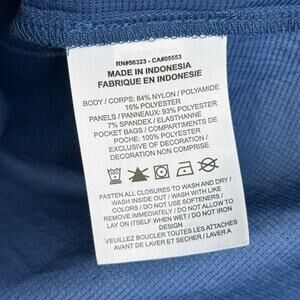 RN#56323 - CA#05553
MADE IN INDONESIA
FABRIQUE EN INDONESIE
BODY / CORPS: 84% NYLON / POLYAMIDE
16% POLYESTER
PANELS / PANNEAUX: 93% POLYESTER
7% SPANDEX / ELASTHANNE
POCKET BAGS / COMPARTIMENTS DE
POCHE: 100% POLYESTER
EXCLUSIVE OF DECORATION /
DECORATION NON INCLUSE
FASTEN ALL CLOSURES TO WASH AND DRY /
WASH INSIDE OUT / WASH WITH LIKE
COLORS / DO NOT USE SOFTENERS /
REMOVE IMMEDIATELY / DO NOT WRING TO
LAY ON ITSELF WHEN WET / DO NOT IRON
DESIGN
VEUILLEZ BOUCLER TOUTES LES ATTACHES
AVANT DE LAVER ET SECHER / LAVER A